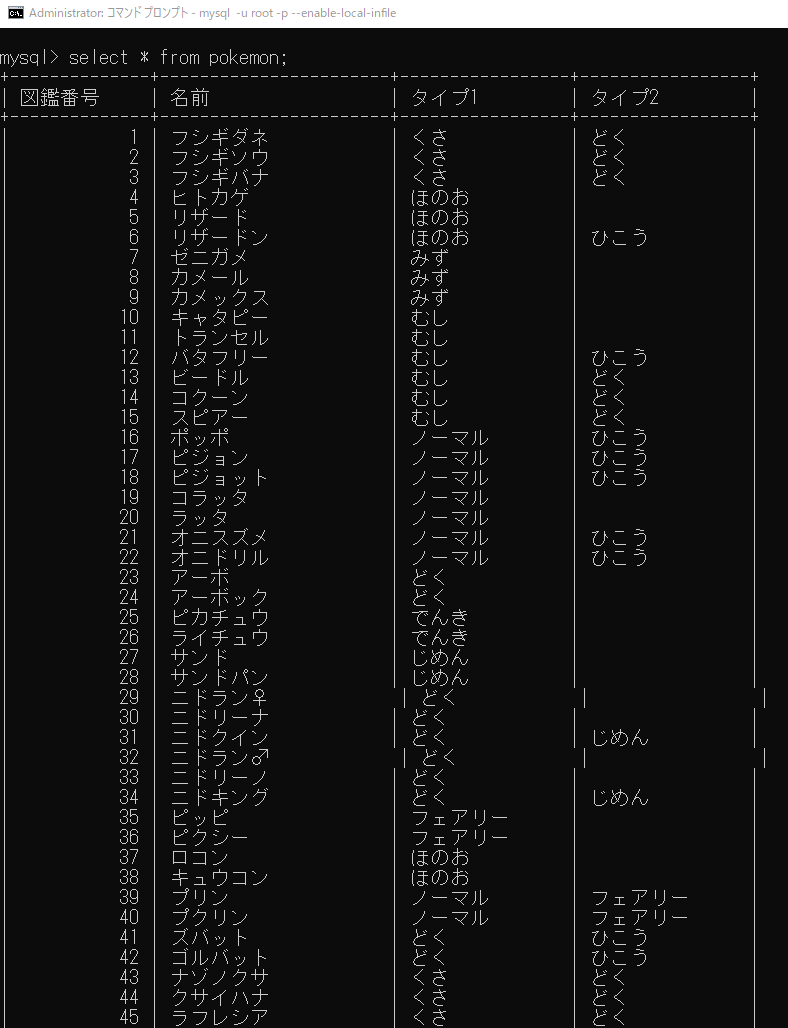 Administrator: コマンドプロンプト - mysql -u root -p --enable-local-infile
mysql> select * from pokemon;
+---------------+------------------------+------------------+------------------+
| 図鑑番号 | 名前 | タイプ1 | タイプ2 |
+---------------+------------------------+------------------+------------------+
| 1 | フシギダネ | くさ | どく |
| 2 | フシギソウ | くさ | どく |
| 3 | フシギバナ | くさ | どく |
| 4 | ヒトカゲ | ほのお | |
| 5 | リザード | ほのお | |
| 6 | リザードン | ほのお | ひこう |
| 7 | ゼニガメ | みず | |
| 8 | カメール | みず | |
| 9 | カメックス | みず | |
| 10 | キャタピー | むし | |
| 11 | トランセル | むし | |
| 12 | バタフリー | むし | ひこう |
| 13 | ビードル | むし | どく |
| 14 | コクーン | むし | どく |
| 15 | スピアー | むし | どく |
| 16 | ポッポ | ノーマル | ひこう |
| 17 | ピジョン | ノーマル | ひこう |
| 18 | ピジョット | ノーマル | ひこう |
| 19 | コラッタ | ノーマル | |
| 20 | ラッタ | ノーマル | |
| 21 | オニスズメ | ノーマル | ひこう |
| 22 | オニドリル | ノーマル | ひこう |
| 23 | アーボ | どく | |
| 24 | アーボック | どく | |
| 25 | ピカチュウ | でんき | |
| 26 | ライチュウ | でんき | |
| 27 | サンド | じめん | |
| 28 | サンドパン | じめん | |
| 29 | ニドラン♀ | どく | |
| 30 | ニドリーナ | どく | |
| 31 | ニドクイン | どく | じめん |
| 32 | ニドラン♂ | どく | |
| 33 | ニドリーノ | どく | |
| 34 | ニドキング | どく | じめん |
| 35 | ピッピ | フェアリー | |
| 36 | ピクシー | フェアリー | |
| 37 | ロコン | ほのお | |
| 38 | キュウコン | ほのお | |
| 39 | プリン | ノーマル | フェアリー |
| 40 | プクリン | ノーマル | フェアリー |
| 41 | ズバット | どく | ひこう |
| 42 | ゴルバット | どく | ひこう |
| 43 | ナゾノクサ | くさ | どく |
| 44 | クサイハナ | くさ | どく |
| 45 | ラフレシア | くさ | どく |